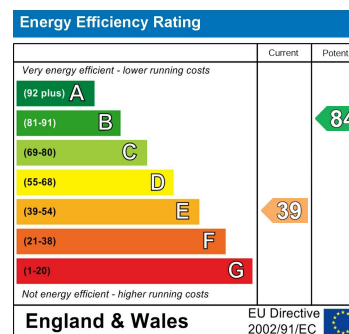 Energy Efficiency Rating
Current Potent
Very energy efficient - lower running costs
(92 plus) A
(81-91) B
84
(69-80) C
(55-68) D
(39-54) E
39
(21-38) F
(1-20) G
Not energy efficient - higher running costs
England & Wales
EU Directive
2002/91/EC